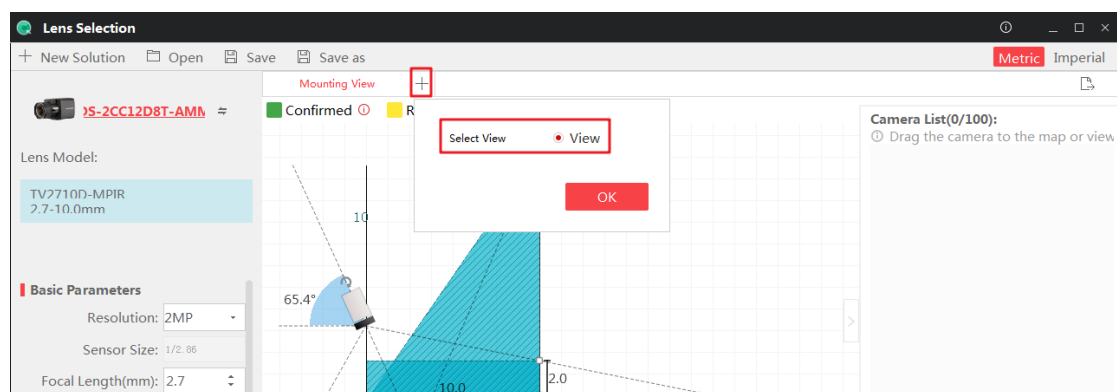 Lens Selection
New Solution Open Save Save as Metric Imperial
Mounting View
DS-2CC12D8T-AMM
Confirmed
Select View View
OK
Camera List(0/100):
Drag the camera to the map or view
Lens Model:
TV2710D-MPIR
2.7-10.0mm
10
Basic Parameters
65.4°
Resolution: 2MP
Sensor Size: 1/2.86
Focal Length(mm): 2.7
10.0
2.0